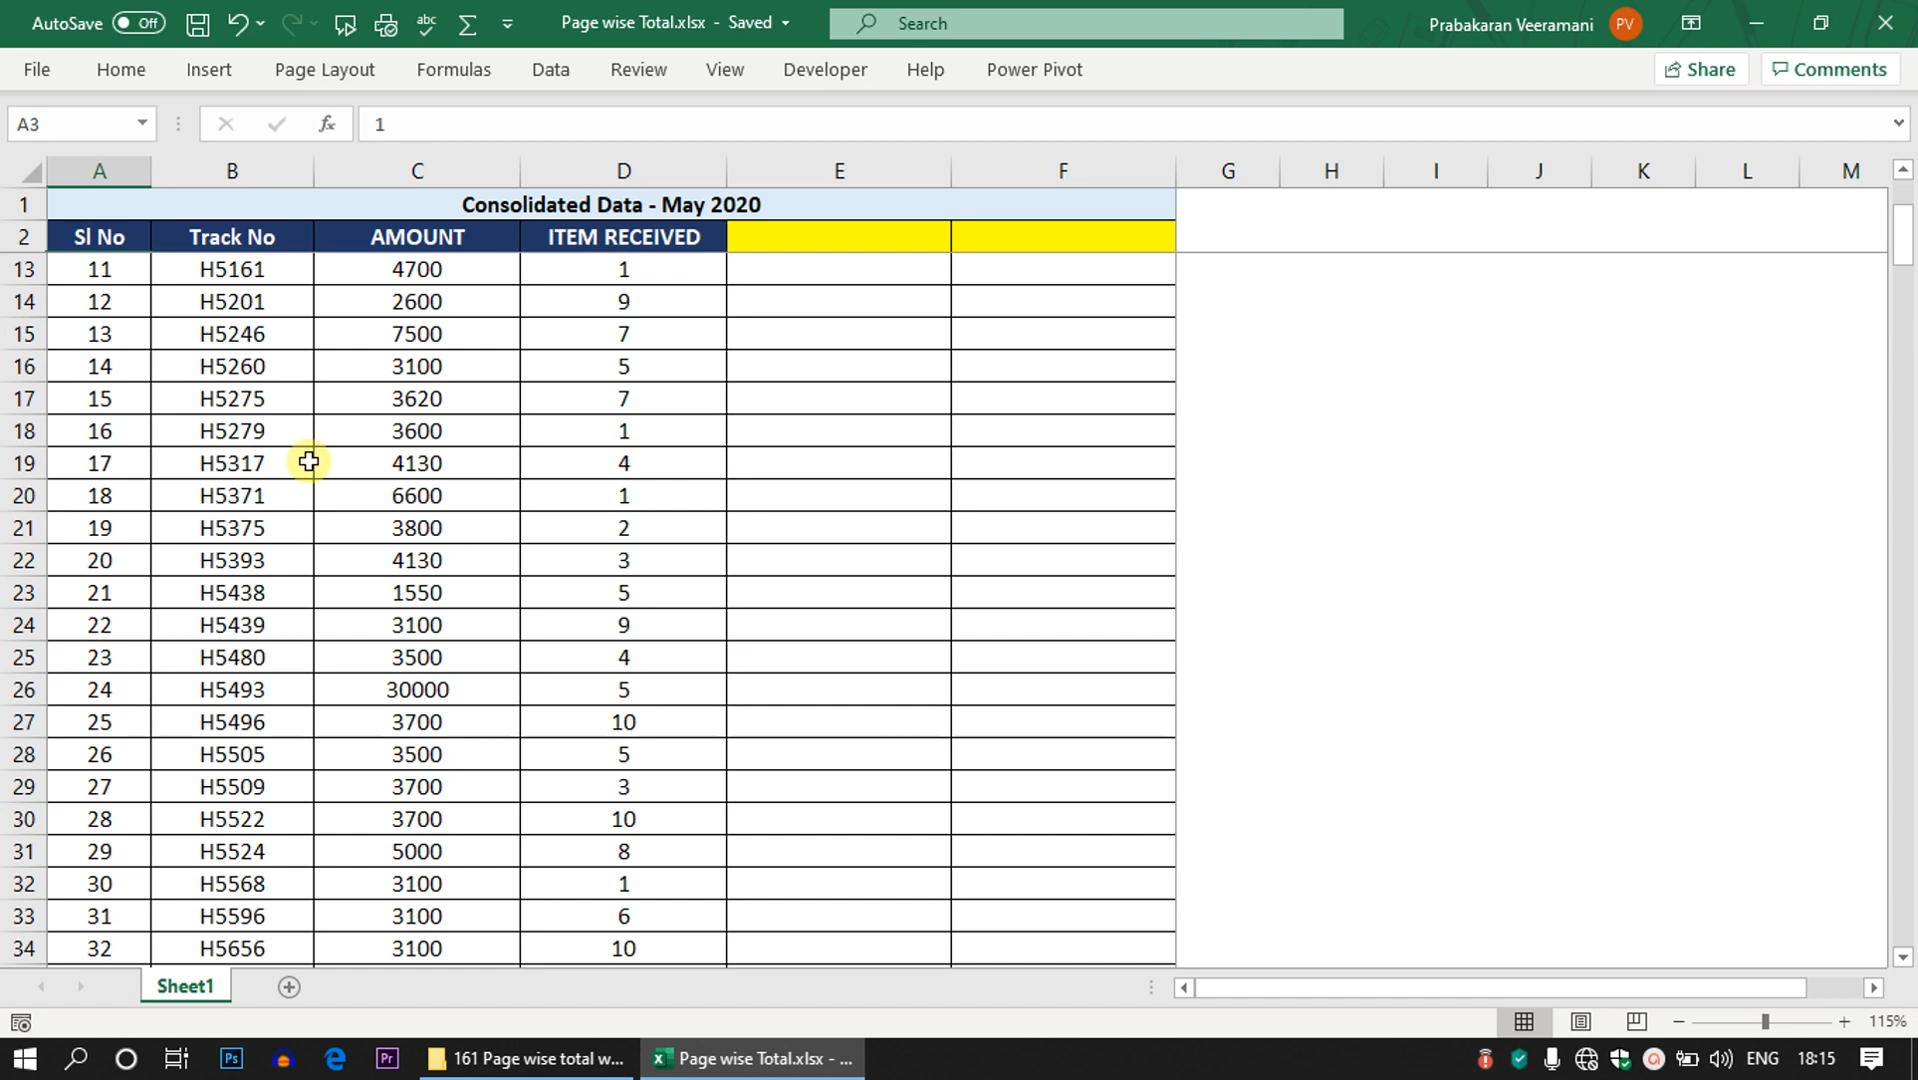 AutoSave Off Page wise Total.xlsx - Saved Search Prabakaran Veeramani PV
File Home Insert Page Layout Formulas Data Review View Developer Help Power Pivot Share Comments
A3 fx 1
A B C D E F G H I J K L M
1 Consolidated Data - May 2020
2 Sl No Track No AMOUNT ITEM RECEIVED
13 11 H5161 4700 1
14 12 H5201 2600 9
15 13 H5246 7500 7
16 14 H5260 3100 5
17 15 H5275 3620 7
18 16 H5279 3600 1
19 17 H5317 4130 4
20 18 H5371 6600 1
21 19 H5375 3800 2
22 20 H5393 4130 3
23 21 H5438 1550 5
24 22 H5439 3100 9
25 23 H5480 3500 4
26 24 H5493 30000 5
27 25 H5496 3700 10
28 26 H5505 3500 5
29 27 H5509 3700 3
30 28 H5522 3700 10
31 29 H5524 5000 8
32 30 H5568 3100 1
33 31 H5596 3100 6
34 32 H5656 3100 10
Sheet1
115%
Ps Pr 161 Page wise total w... Page wise Total.xlsx - ... ENG 18:15